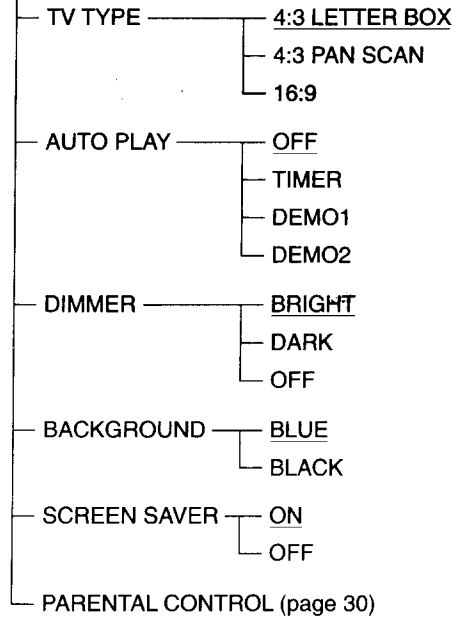 TV TYPE 4:3 LETTER BOX
4:3 PAN SCAN
16:9
AUTO PLAY OFF
TIMER
DEMO1
DEMO2
DIMMER BRIGHT
DARK
OFF
BACKGROUND BLUE
BLACK
SCREEN SAVER ON
OFF
PARENTAL CONTROL (page 30)